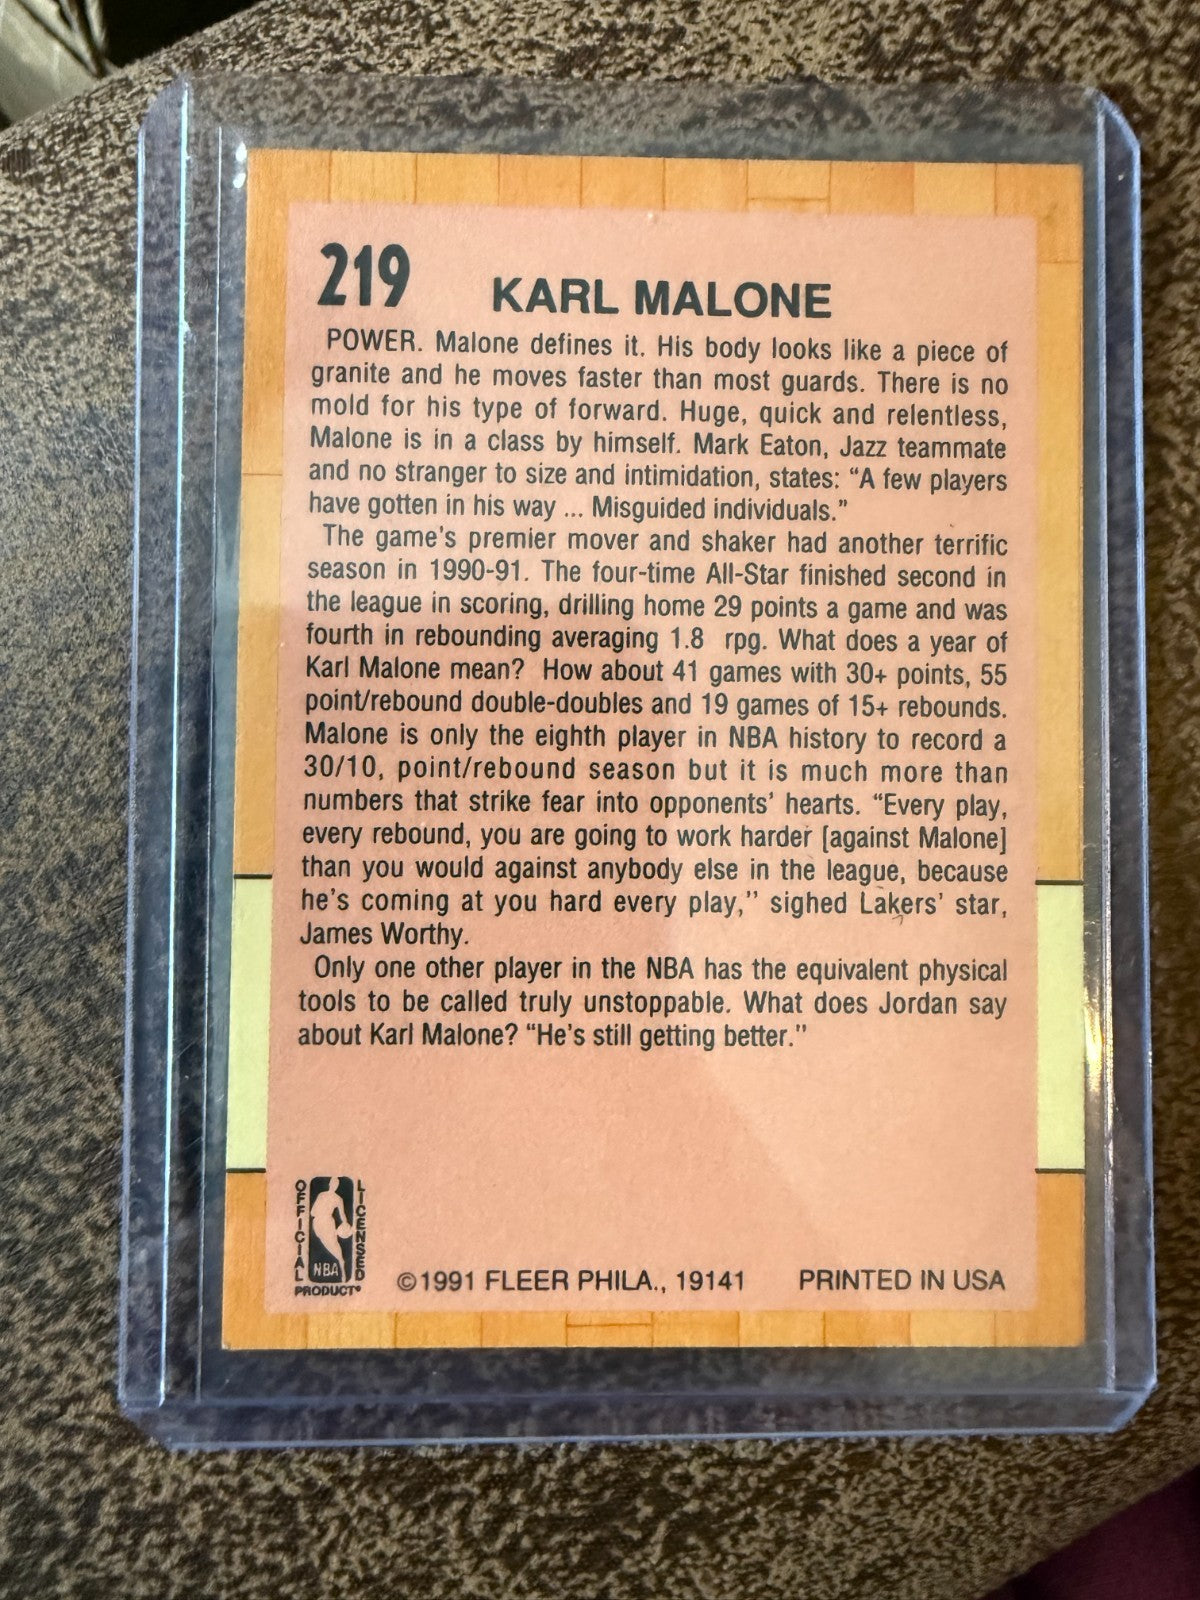 219
KARL MALONE
POWER. Malone defines it. His body looks like a piece of
granite and he moves faster than most guards. There is no
mold for his type of forward. Huge, quick and relentless,
Malone is in a class by himself. Mark Eaton, Jazz teammate
and no stranger to size and intimidation, states: “A few players
have gotten in his way ... Misguided individuals.”
The game's premier mover and shaker had another terrific
season in 1990-91. The four-time All-Star finished second in
the league in scoring, drilling home 29 points a game and was
fourth in rebounding averaging 1.8 rpg. What does a year of
Karl Malone mean? How about 41 games with 30+ points, 55
point/rebound double-doubles and 19 games of 15+ rebounds.
Malone is only the eighth player in NBA history to record a
30/10, point/rebound season but it is much more than
numbers that strike fear into opponents' hearts. “Every play,
every rebound, you are going to work harder [against Malone]
than you would against anybody else in the league, because
he's coming at you hard every play,” sighed Lakers' star,
James Worthy.
Only one other player in the NBA has the equivalent physical
tools to be called truly unstoppable. What does Jordan say
about Karl Malone? “He's still getting better.”
OFFICIAL
LICENSED
NBA
PRODUCT®
©1991 FLEER PHILA., 19141 PRINTED IN USA